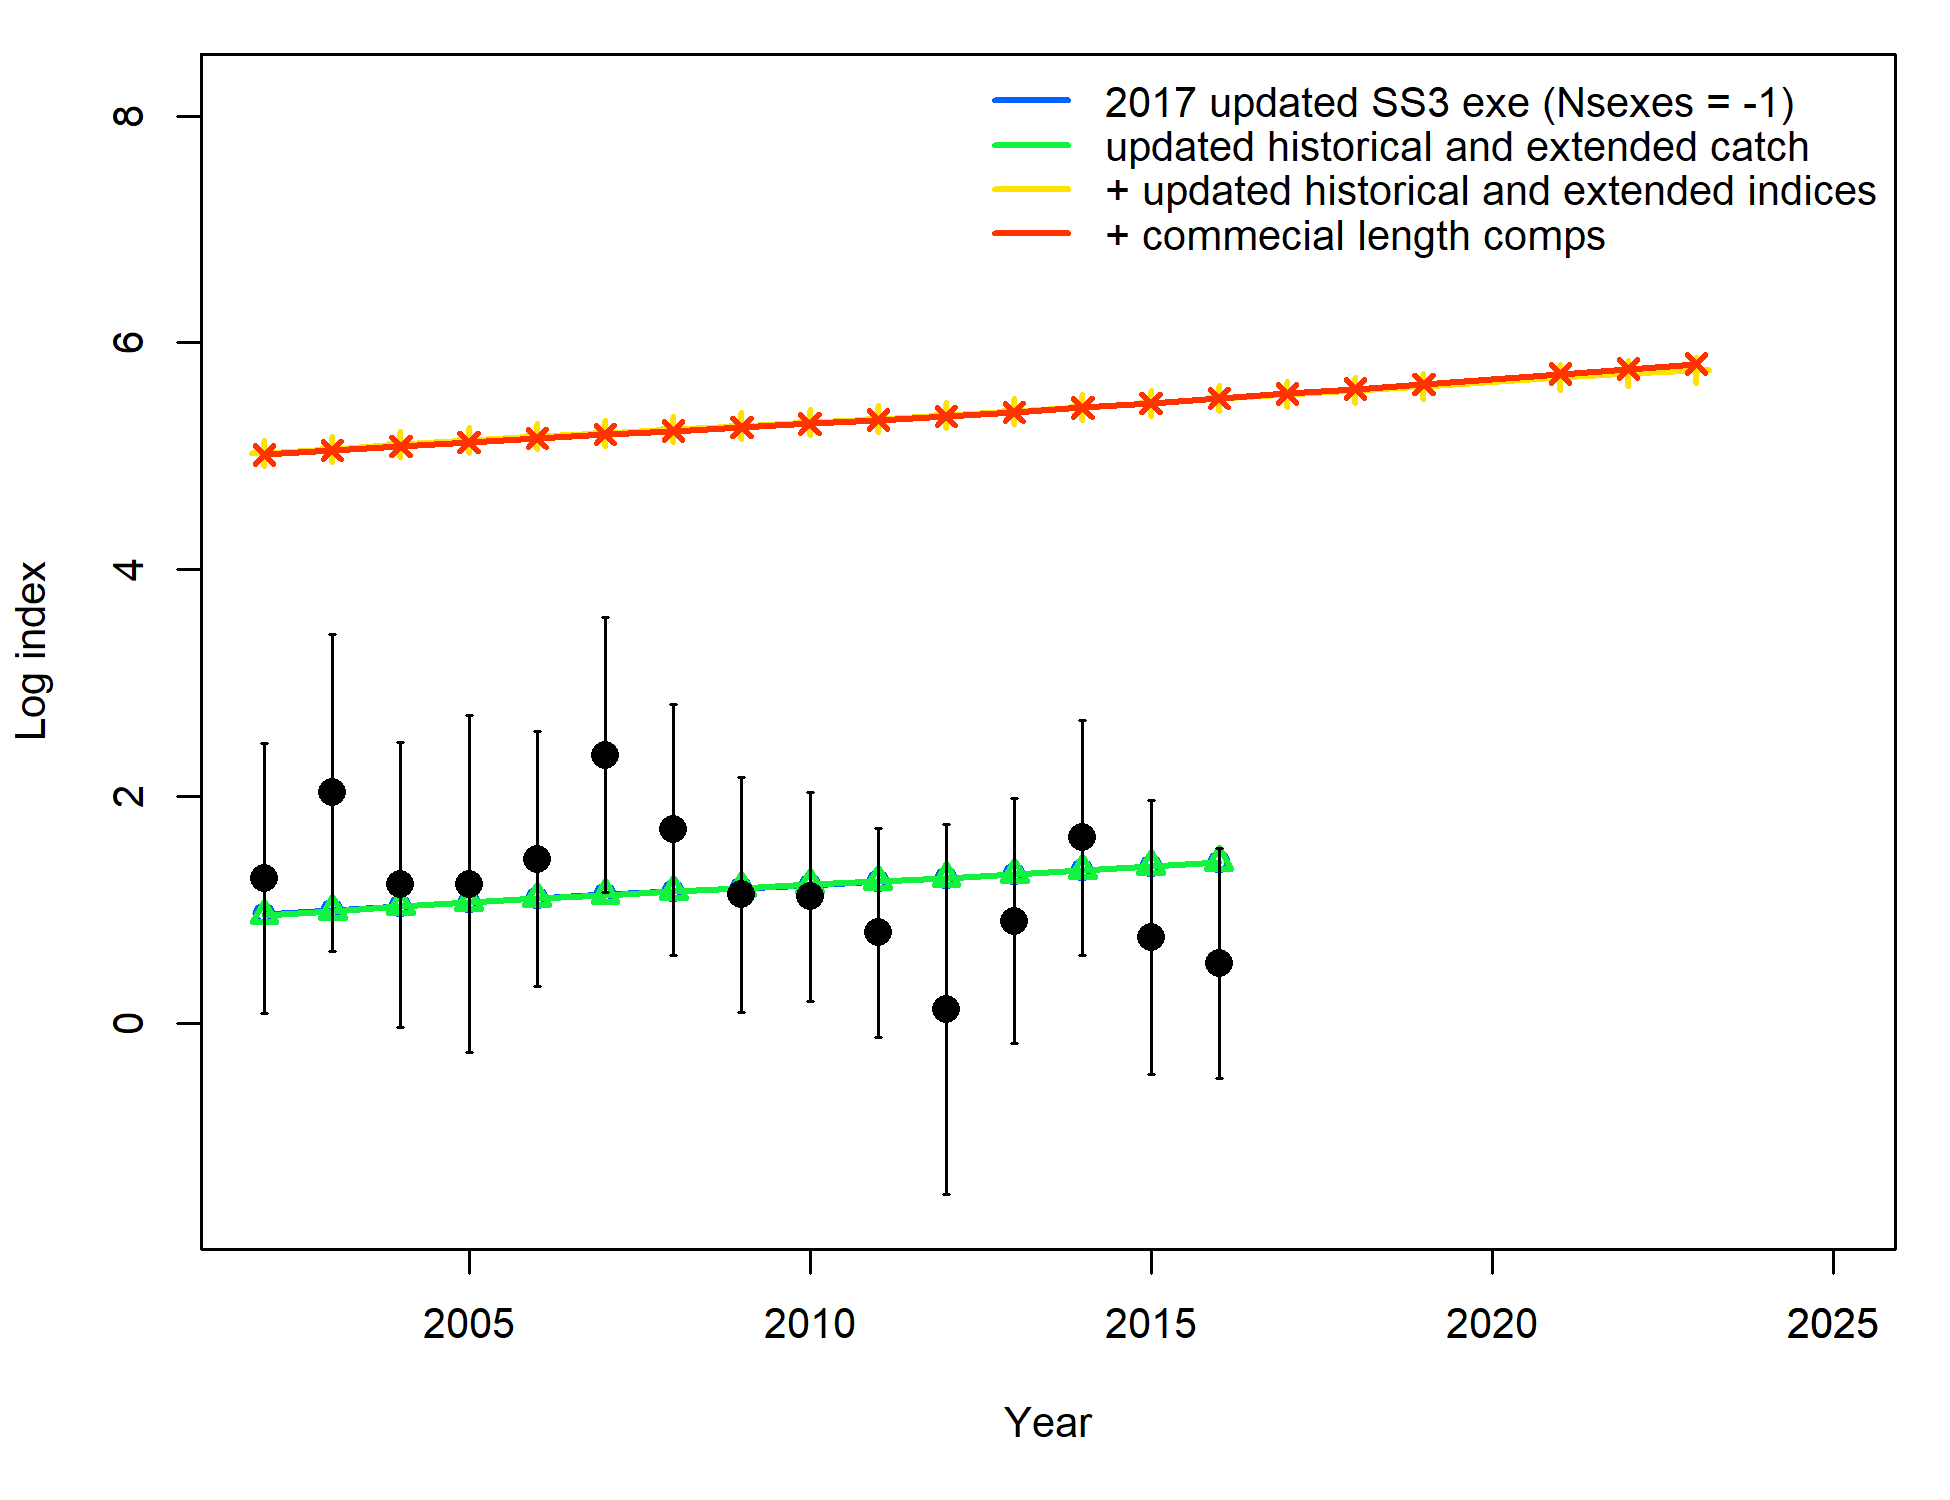 2017 updated SS3 exe (Nsexes = -1)
updated historical and extended catch
+ updated historical and extended indices
+ commecial length comps
8
6
4
2
0
Log index
2005
2010
2015
2020
2025
Year